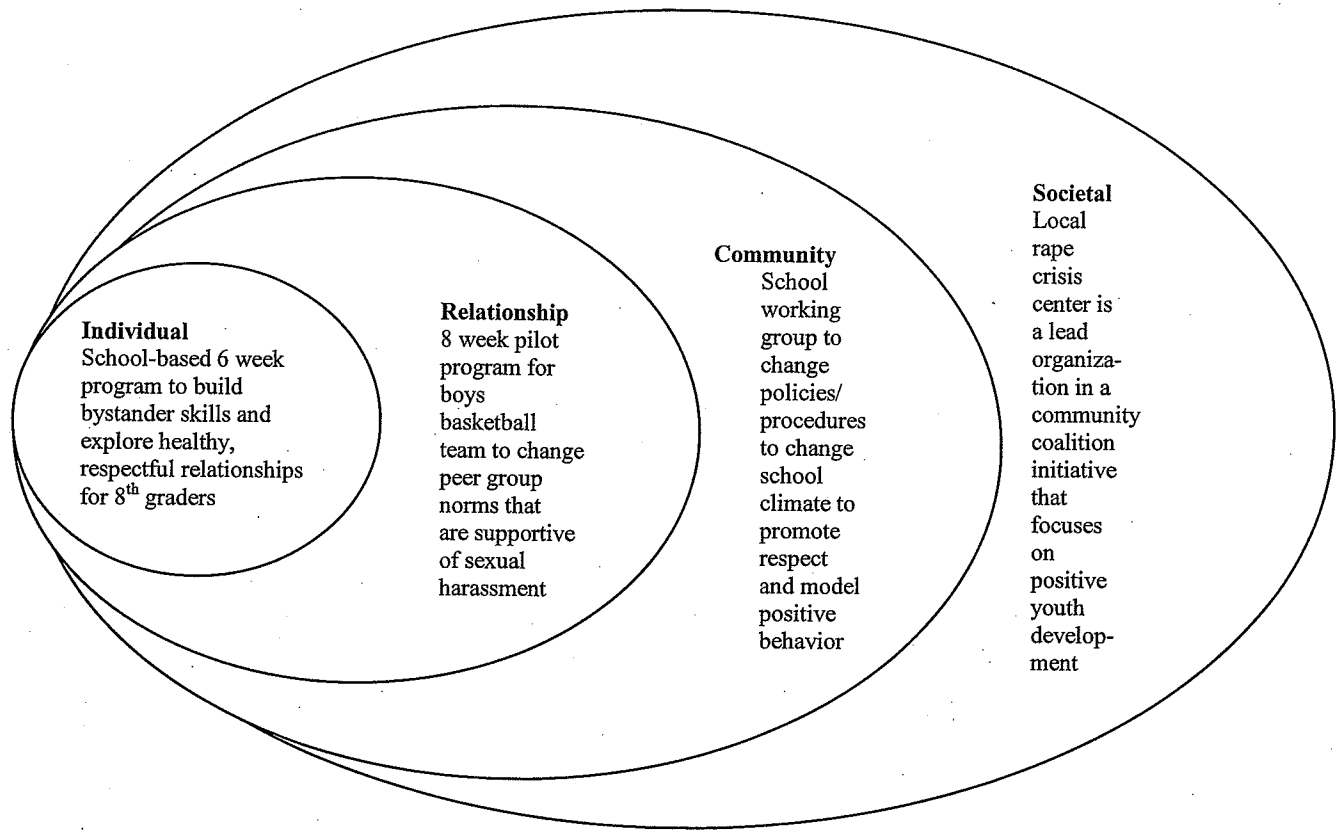 Individual
School-based 6 week
program to build
bystander skills and
explore healthy,
respectful relationships
for 8th graders
Relationship
8 week pilot
program for
boys
basketball
team to change
peer group
norms that
are supportive
of sexual
harassment
Community
School
working
group to
change
policies/
procedures
to change
school
climate to
promote
respect
and model
positive
behavior
Societal
Local
rape
crisis
center is
a lead
organiza-
tion in a
community
coalition
initiative
that
focuses
on
positive
youth
develop-
ment